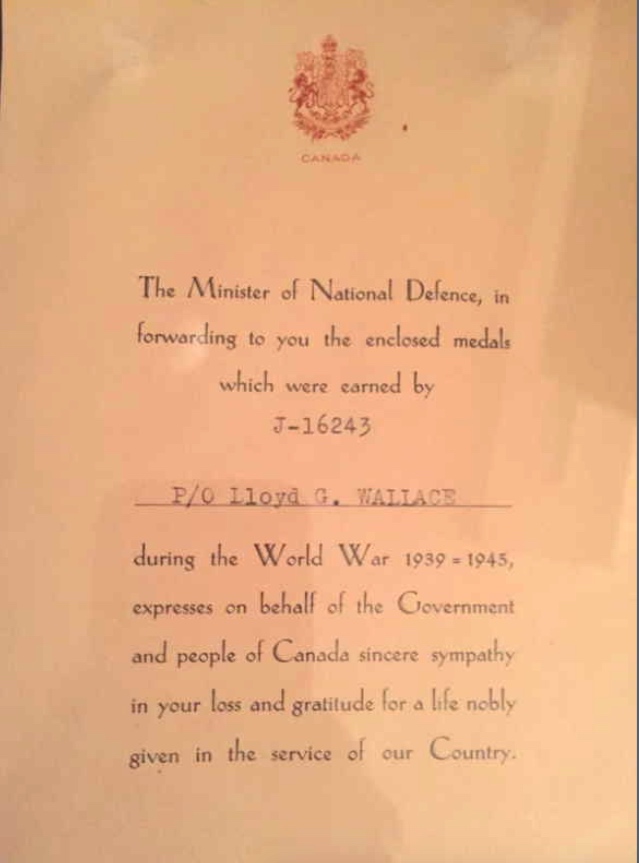 CANADA
The Minister of National Defence, in
forwarding to you the enclosed medals
which were earned by
J-16243
P/O Lloyd G. WALLACE
during the World War 1939=1945,
expresses on behalf of the Government
and people of Canada sincere sympathy
in your loss and gratitude for a life nobly
given in the service of our Country.